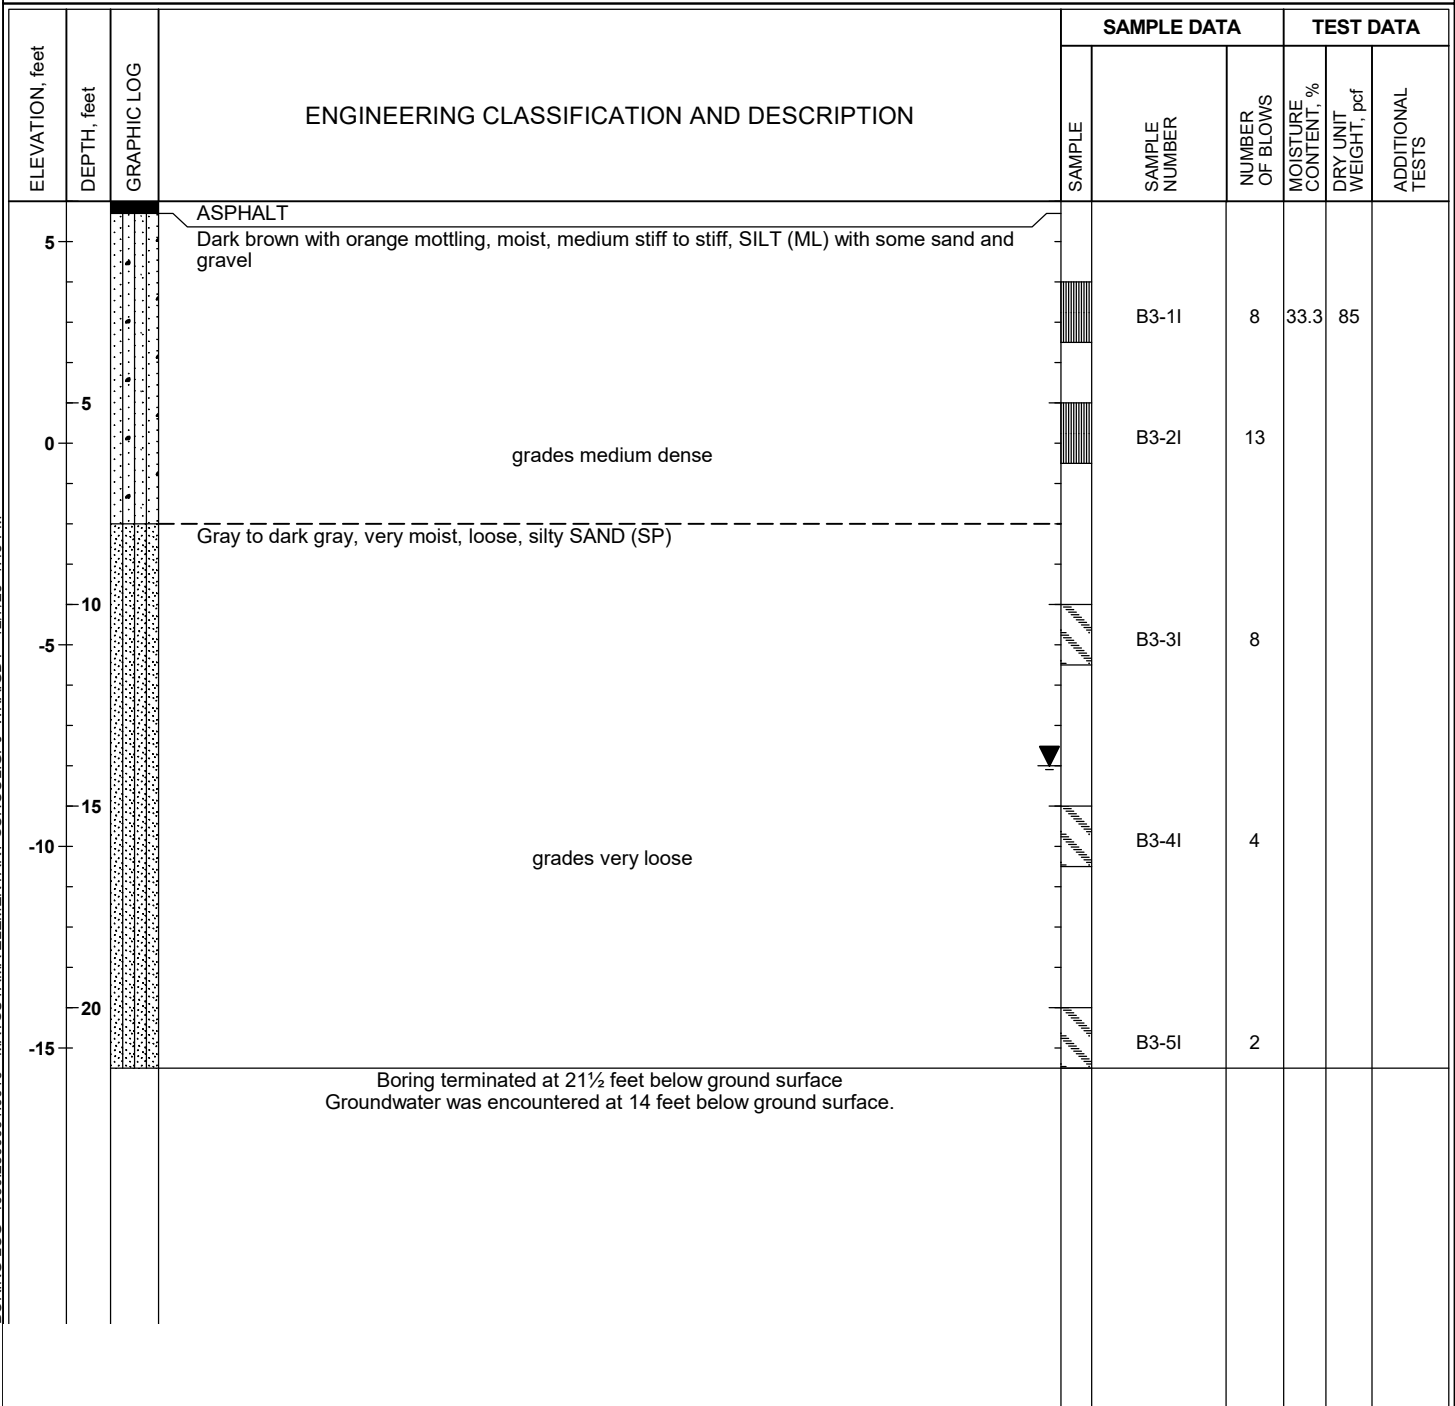 SAMPLE DATA
TEST DATA
ELEVATION, feet
DEPTH, feet
GRAPHIC LOG
ENGINEERING CLASSIFICATION AND DESCRIPTION
SAMPLE
SAMPLE
NUMBER
NUMBER
OF BLOWS
MOISTURE
CONTENT, %
DRY UNIT
WEIGHT, pcf
ADDITIONAL
TESTS
ASPHALT
5
Dark brown with orange mottling, moist, medium stiff to stiff, SILT (ML) with some sand and
gravel
B3-1I 8 33.3 85
5
0
B3-2I 13
grades medium dense
Gray to dark gray, very moist, loose, silty SAND (SP)
10
-5
B3-3I 8
15
-10
B3-4I 4
grades very loose
20
-15
B3-5I 2
Boring terminated at 21½ feet below ground surface
Groundwater was encountered at 14 feet below ground surface.